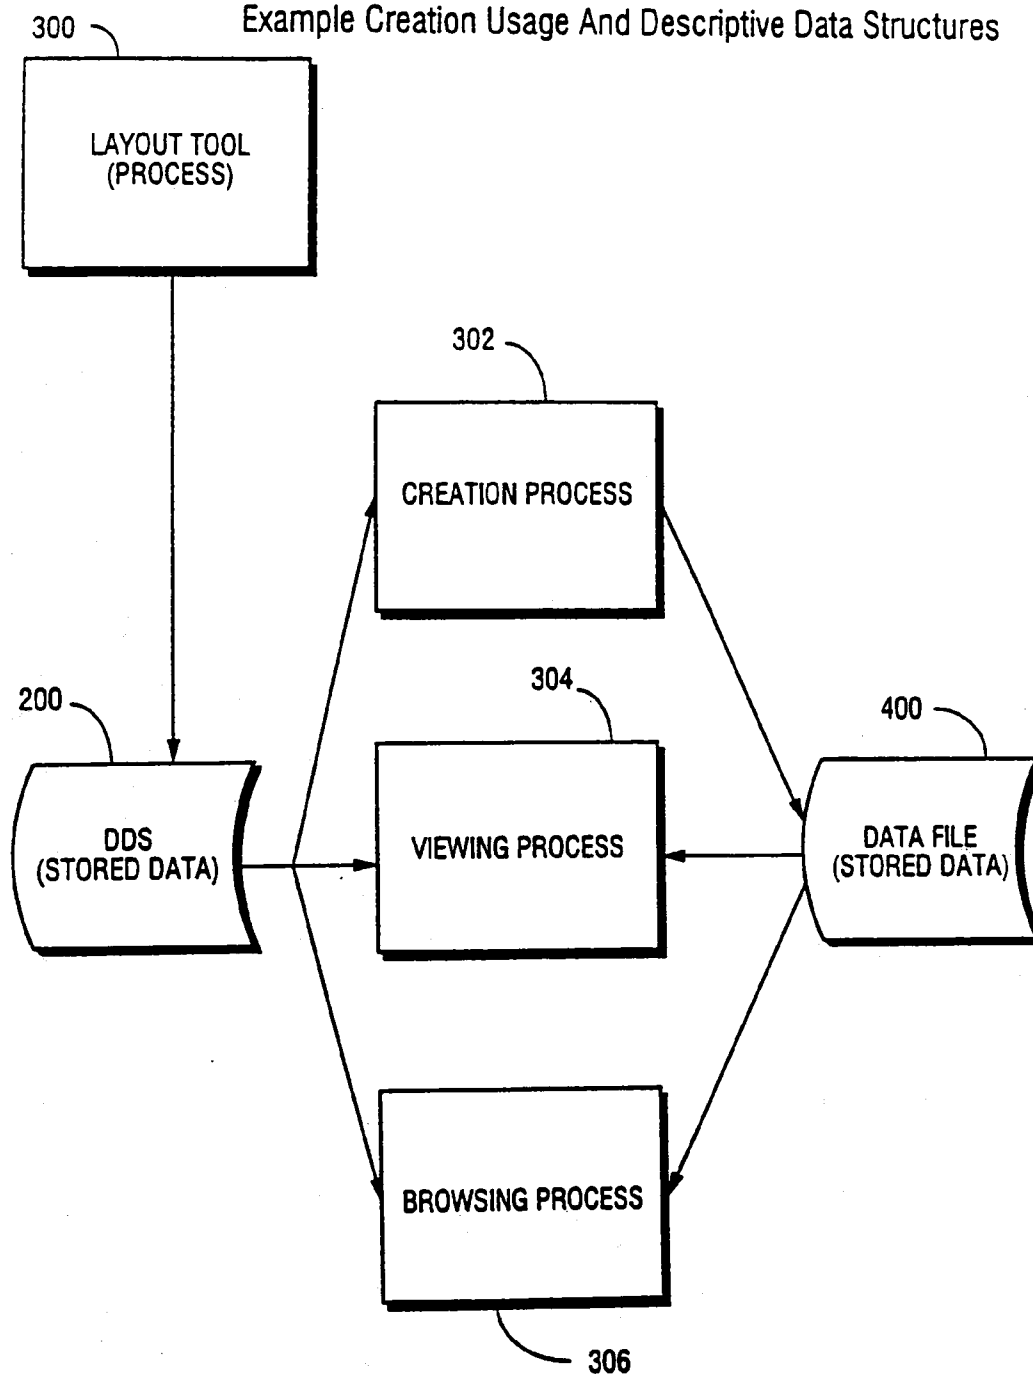 Example Creation Usage And Descriptive Data Structures
300
LAYOUT TOOL
(PROCESS)
302
CREATION PROCESS
304
200
400
DDS
(STORED DATA)
VIEWING PROCESS
DATA FILE
(STORED DATA)
BROWSING PROCESS
306